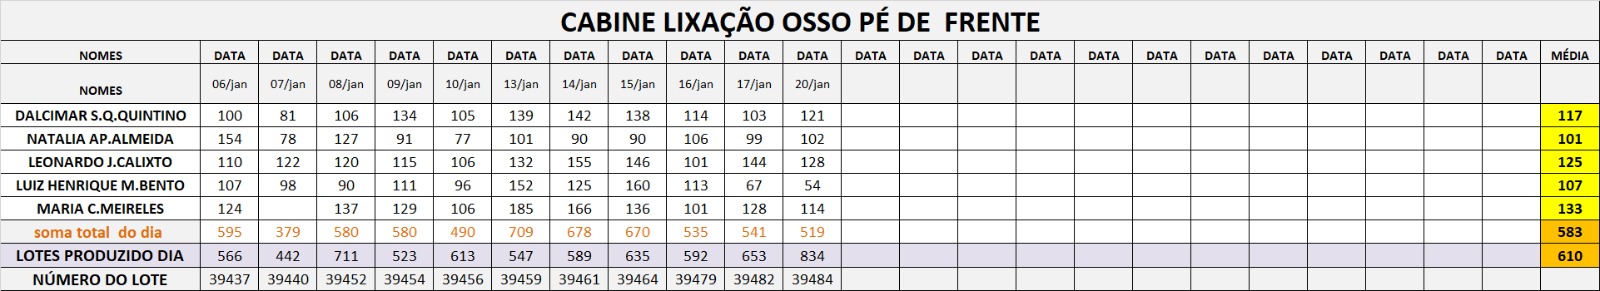 CABINE LIXAÇÃO OSSO PÉ DE  FRENTE
NOMES DATA DATA DATA DATA DATA DATA DATA DATA DATA DATA DATA DATA DATA DATA DATA DATA DATA DATA DATA DATA DATA DATA DATA MÉDIA
NOMES 06/jan 07/jan 08/jan 09/jan 10/jan 13/jan 14/jan 15/jan 16/jan 17/jan 20/jan
DALCIMAR S.Q.QUINTINO 100 81 106 134 105 139 142 138 114 103 121 117
NATALIA AP.ALMEIDA 154 78 127 91 77 101 90 90 106 99 102 101
LEONARDO J.CALIXTO 110 122 120 115 106 132 155 146 101 144 128 125
LUIZ HENRIQUE M.BENTO 107 98 90 111 96 152 125 160 113 67 54 107
MARIA C.MEIRELES 124 137 129 106 185 166 136 101 128 114 133
soma total  do dia 595 379 580 580 490 709 678 670 535 541 519 583
LOTES PRODUZIDO DIA 566 442 711 523 613 547 589 635 592 653 834 610
NÚMERO DO LOTE 39437 39440 39452 39454 39456 39459 39461 39464 39479 39482 39484